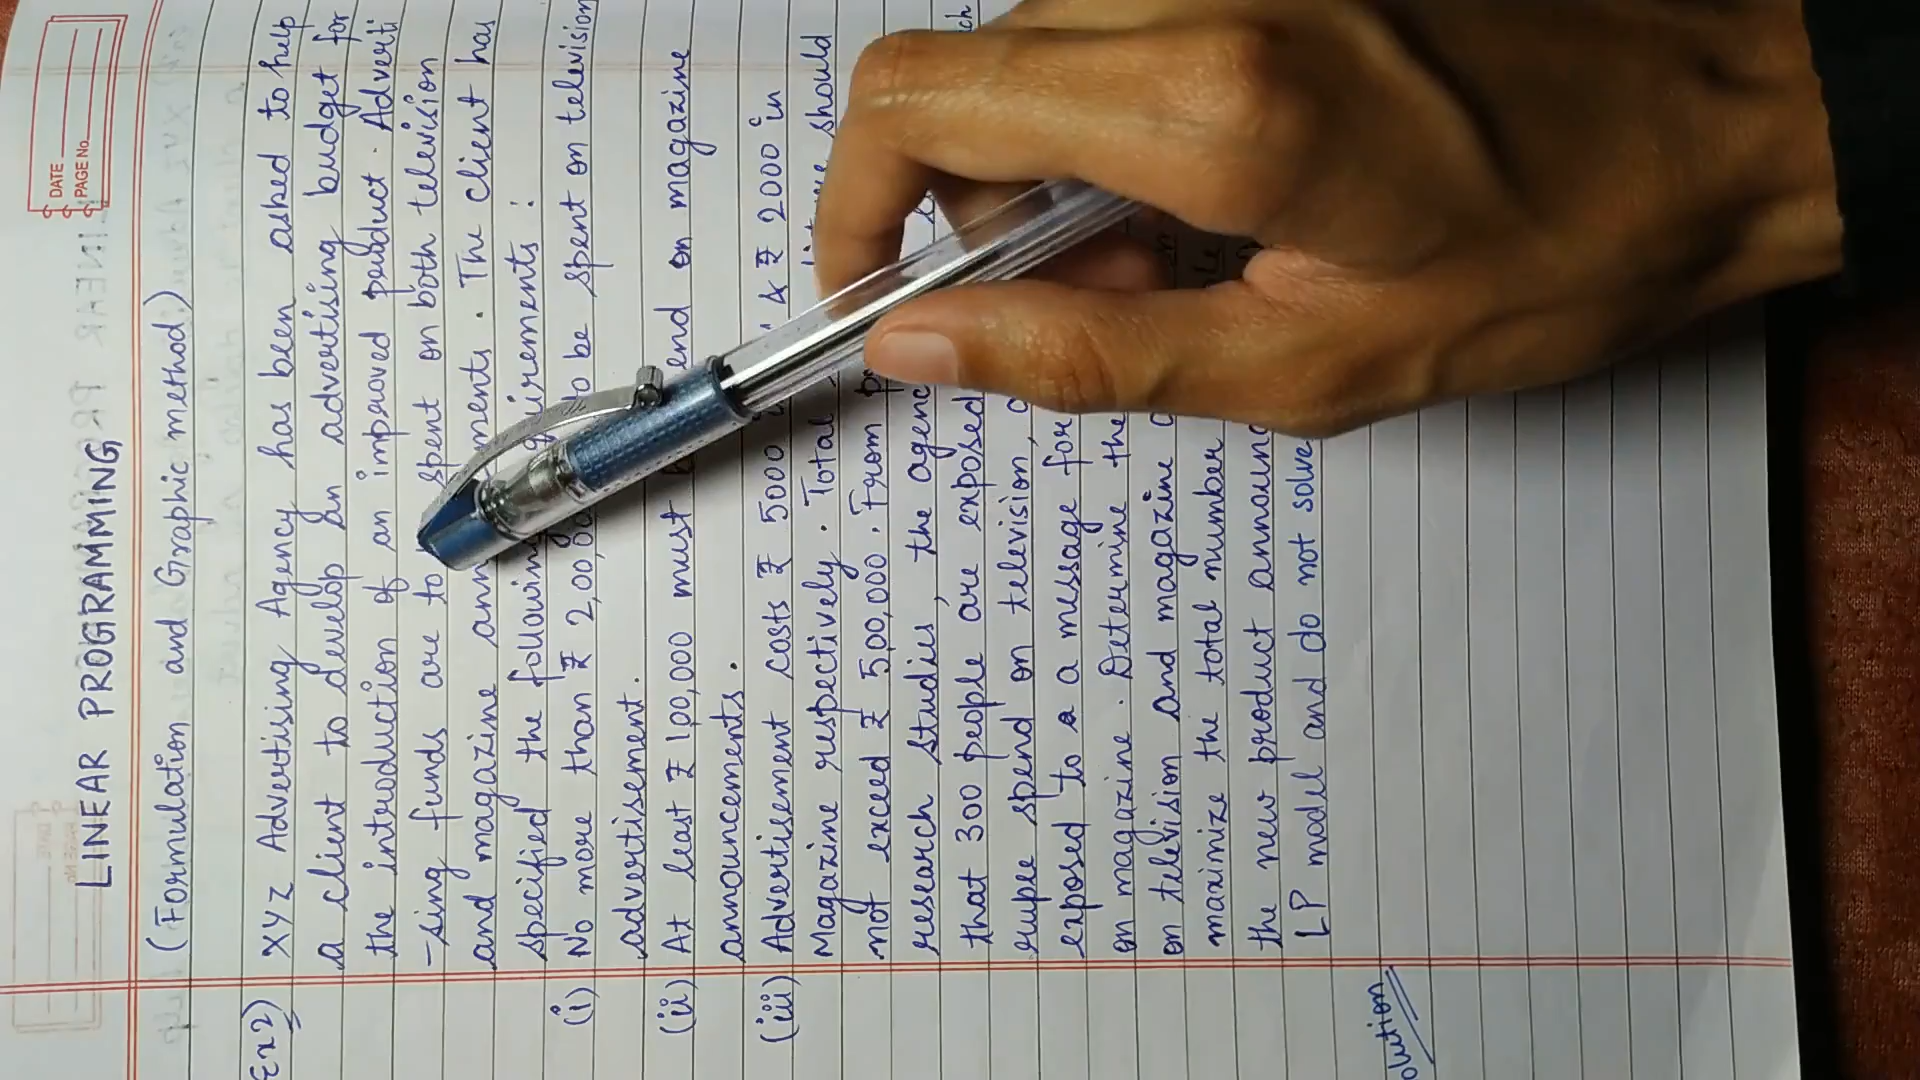 DATE
PAGE No.
LINEAR PROGRAMMING
(Formulation and Graphic method)
Ex2) XYZ Advertising Agency has been asked to help
a client to develop an advertising budget for
the introduction of an improved product. Adverti
-sing funds are to spent on both television
and magazine ments. The client has
specified the following quirements:
(i) No more than ₹ 2,00,00 to be spent on television
advertisement.
(ii) At least ₹ 1,00,000 must end on magazine
announcements.
(iii) Advertisement costs ₹ 5000 & ₹ 2000 in
Magazine respectively. Total should
not exceed ₹ 5,00,000. From
research studies, the agenc
that 300 people are exposed
rupee spend on television,
exposed to a message for
on magazine. Determine the
on television and magazine
maximize the total number
the new product announc
LP model and do not solve
olution